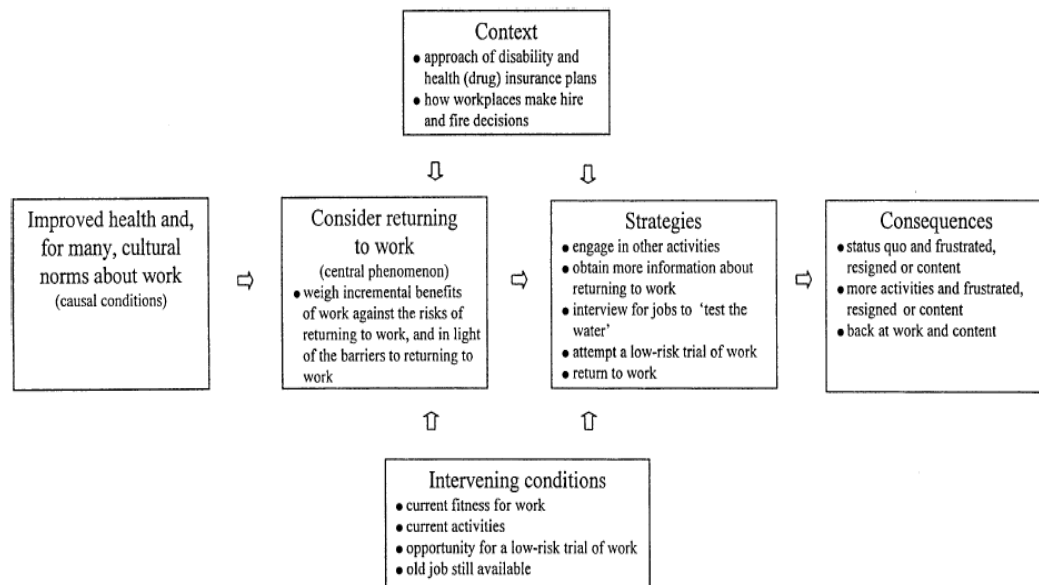 Context
● approach of disability and
health (drug) insurance plans
● how workplaces make hire
and fire decisions
Improved health and,
for many, cultural
norms about work
(causal conditions)
Consider returning
to work
(central phenomenon)
● weigh incremental benefits
of work against the risks of
returning to work, and in light
of the barriers to returning to
work
Strategies
● engage in other activities
● obtain more information about
returning to work
● interview for jobs to ‘test the
water’
● attempt a low-risk trial of work
● return to work
Consequences
● status quo and frustrated,
resigned or content
● more activities and frustrated,
resigned or content
● back at work and content
Intervening conditions
● current fitness for work
● current activities
● opportunity for a low-risk trial of work
● old job still available